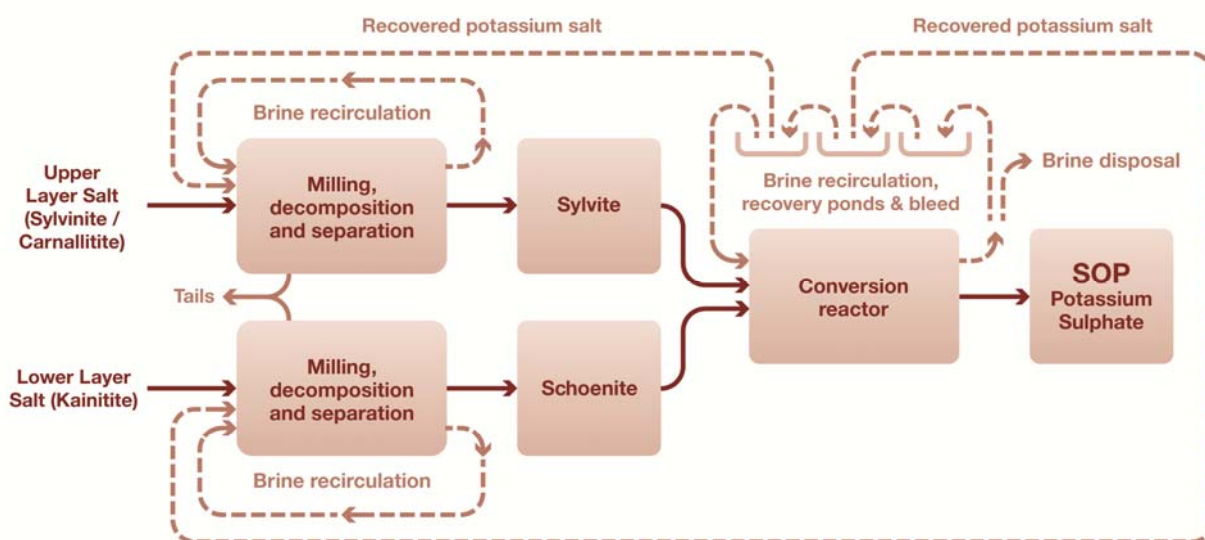 Recovered potassium salt
Recovered potassium salt
Brine recirculation
Upper
Layer Salt
(Sylvinite /
Carnallitite)
Milling,
decomposition
and separation
Sylvite
Brine recirculation,
recovery ponds & bleed
Brine disposal
Tails
Conversion
reactor
SOP
Potassium
Sulphate
Lower Layer
Salt (Kainitite)
Milling,
decomposition
and separation
Schoenite
Brine recirculation